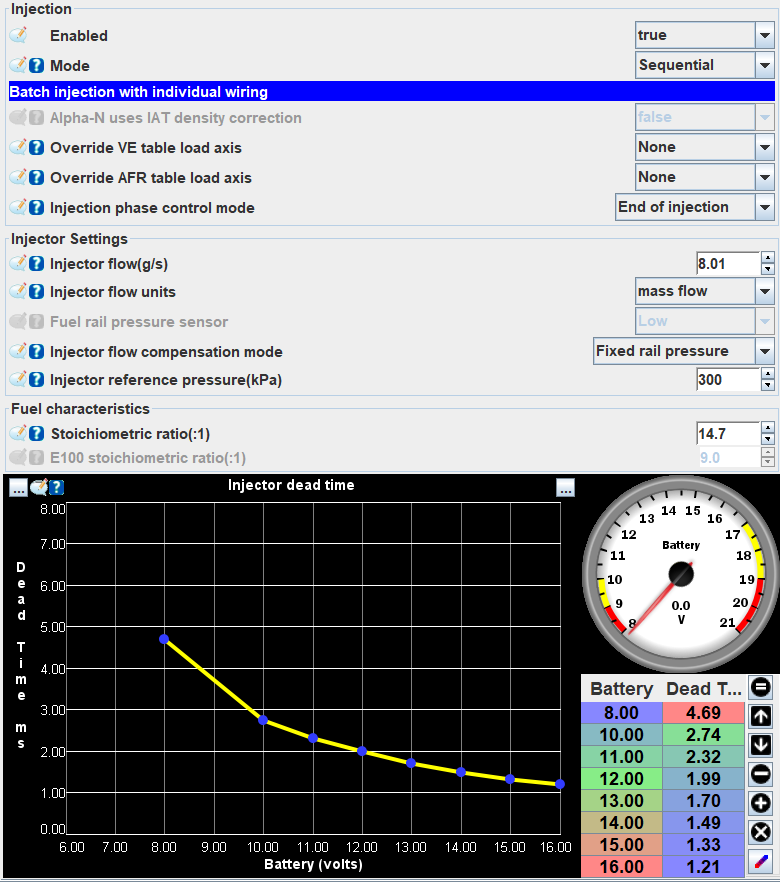 Injection
Enabled true
Mode Sequential
Batch injection with individual wiring
Alpha-N uses IAT density correction false
Override VE table load axis None
Override AFR table load axis None
Injection phase control mode End of injection
Injector Settings
Injector flow(g/s) 8.01
Injector flow units mass flow
Fuel rail pressure sensor Low
Injector flow compensation mode Fixed rail pressure
Injector reference pressure(kPa) 300
Fuel characteristics
Stoichiometric ratio(:1) 14.7
E100 stoichiometric ratio(:1) 9.0
... Injector dead time ...
Dead Time ms
8.00
7.00
6.00
5.00
4.00
3.00
2.00
1.00
0.00
6.00 7.00 8.00 9.00 10.00 11.00 12.00 13.00 14.00 15.00 16.00
Battery (volts)
8 9 10 11 12 13 14 15 16 17 18 19 20 21
Battery
0.0
V
Battery Dead T...
8.00 4.69
10.00 2.74
11.00 2.32
12.00 1.99
13.00 1.70
14.00 1.49
15.00 1.33
16.00 1.21